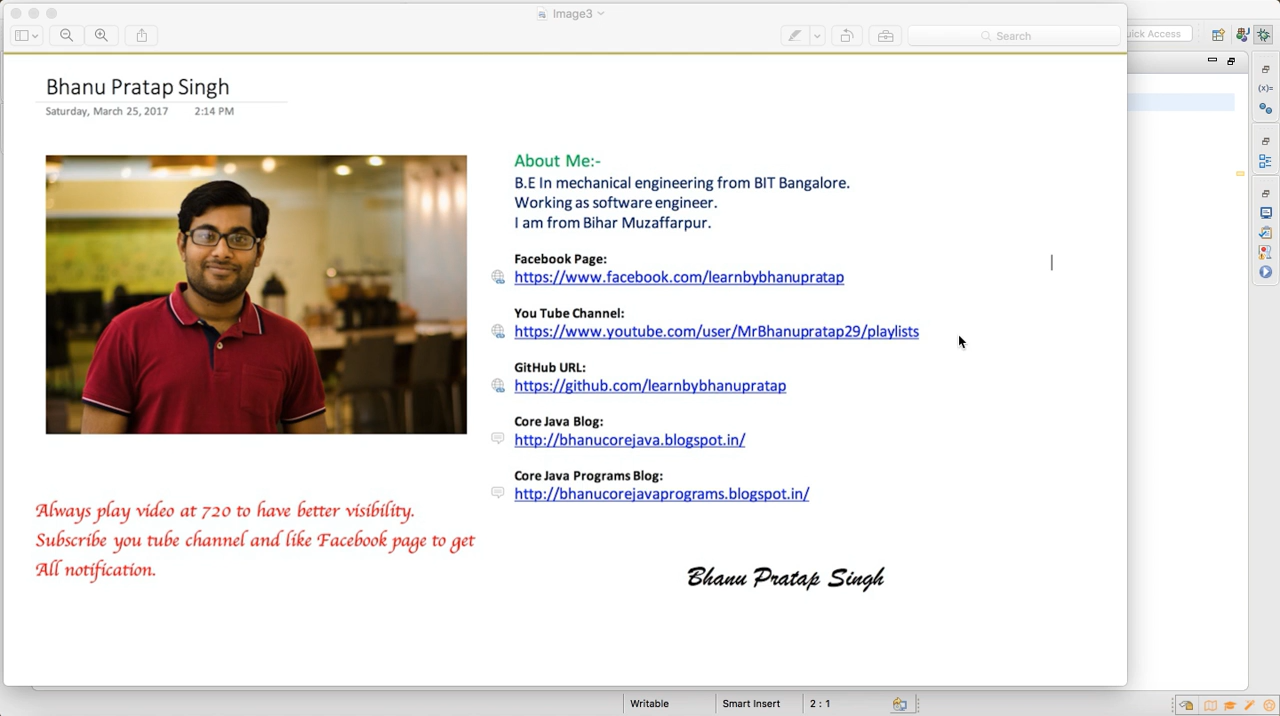 Image3
Search
Quick Access
Bhanu Pratap Singh
Saturday, March 25, 2017 2:14 PM
About Me:-
B.E In mechanical engineering from BIT Bangalore.
Working as software engineer.
I am from Bihar Muzaffarpur.
Facebook Page:
https://www.facebook.com/learnbybhanupratap
You Tube Channel:
https://www.youtube.com/user/MrBhanupratap29/playlists
GitHub URL:
https://github.com/learnbybhanupratap
Core Java Blog:
http://bhanucorejava.blogspot.in/
Core Java Programs Blog:
http://bhanucorejavaprograms.blogspot.in/
Always play video at 720 to have better visibility.
Subscribe you tube channel and like Facebook page to get
All notification.
Bhanu Pratap Singh
Writable Smart Insert 2 : 1